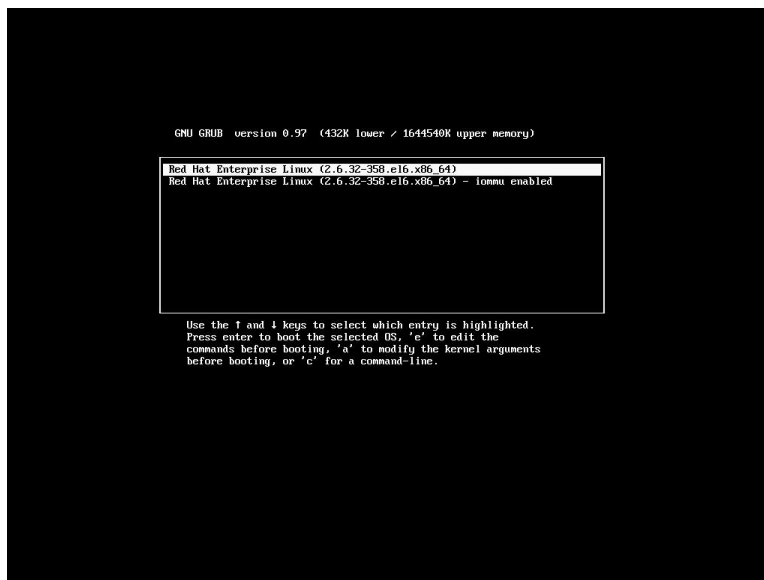 GNU GRUB  version 0.97  (432K lower / 1644540K upper memory)
Red Hat Enterprise Linux (2.6.32-358.el6.x86_64)
Red Hat Enterprise Linux (2.6.32-358.el6.x86_64) - iommu enabled
Use the ↑ and ↓ keys to select which entry is highlighted.
Press enter to boot the selected OS, 'e' to edit the
commands before booting, 'a' to modify the kernel arguments
before booting, or 'c' for a command-line.